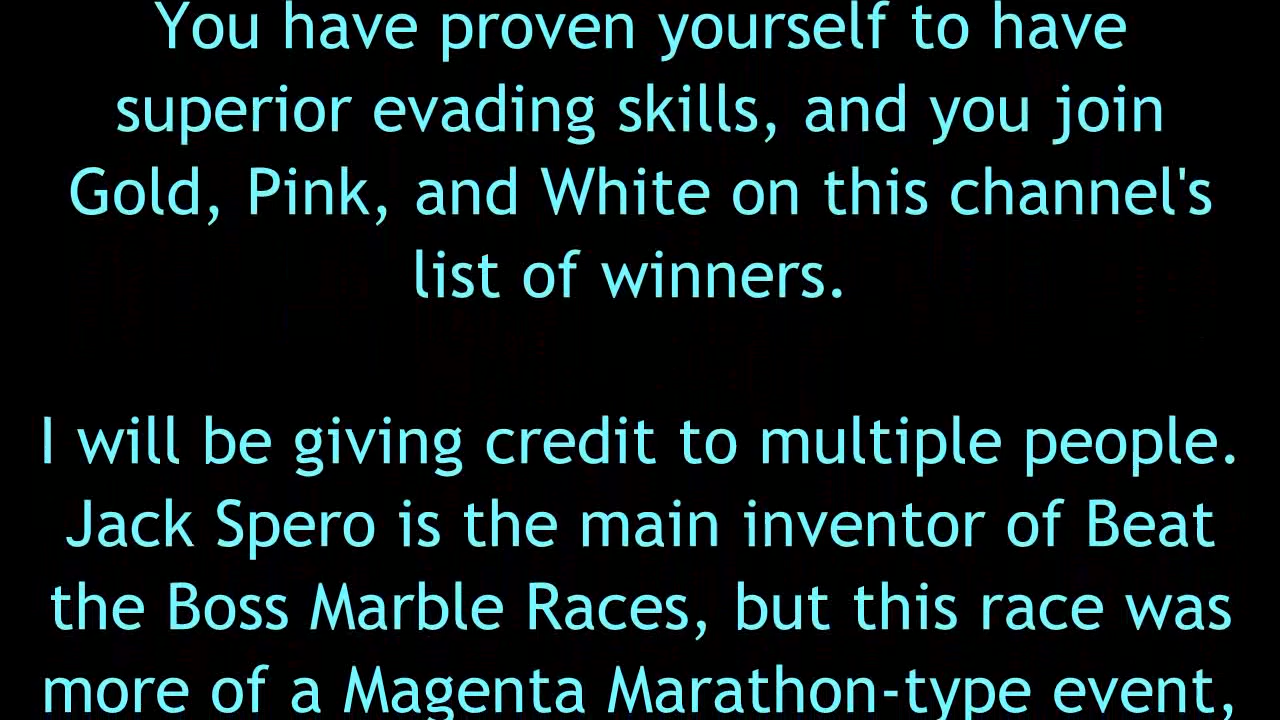 You have proven yourself to have
superior evading skills, and you join
Gold, Pink, and White on this channel's
list of winners.
I will be giving credit to multiple people.
Jack Spero is the main inventor of Beat
the Boss Marble Races, but this race was
more of a Magenta Marathon-type event,